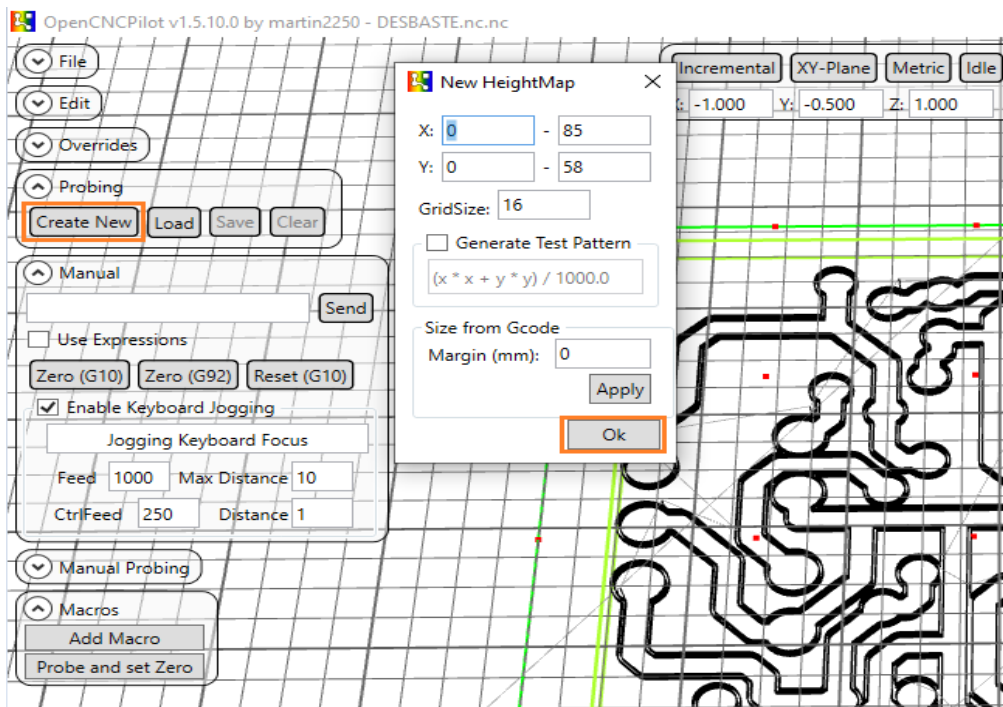 OpenCNCPilot v1.5.10.0 by martin2250 - DESBASTE.nc.nc
File
Edit
Overrides
Probing
Create New Load Save Clear
Manual
Send
Use Expressions
Zero (G10) Zero (G92) Reset (G10)
Enable Keyboard Jogging
Jogging Keyboard Focus
Feed 1000 Max Distance 10
CtrlFeed 250 Distance 1
Manual Probing
Macros
Add Macro
Probe and set Zero
New HeightMap
X: 0 - 85
Y: 0 - 58
GridSize: 16
Generate Test Pattern
(x * x + y * y) / 1000.0
Size from Gcode
Margin (mm): 0
Apply
Ok
Incremental XY-Plane Metric Idle
-1.000 Y: -0.500 Z: 1.000